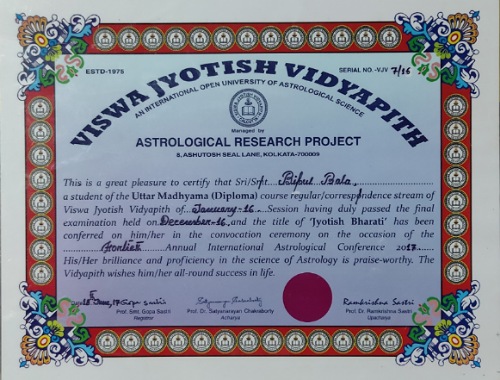 ESTD-1975
SERIAL NO.-VJV 7/16
VISWA JYOTISH VIDYAPITH
AN INTERNATIONAL OPEN UNIVERSITY OF ASTROLOGICAL SCIENCE
Managed by
ASTROLOGICAL RESEARCH PROJECT
8, ASHUTOSH SEAL LANE, KOLKATA-700009
This is a great pleasure to certify that Sri/Smt. Bipul Bala
a student of the Uttar Madhyama (Diploma) course regular/correspondence stream of
Viswa Jyotish Vidyapith of January-16 Session having duly passed the final
examination held on December-16 and the title of 'Jyotish Bharati' has been
conferred on him/her in the convocation ceremony on the occasion of the
Annual International Astrological Conference 2017
His/Her brilliance and proficiency in the science of Astrology is praise-worthy. The
Vidyapith wishes him/her all-round success in life.
Gopa Sastri
Satyanarayan Chakraborty
Ramkrishna Sastri
Prof. Smt. Gopa Sastri
Prof. Dr. Satyanarayan Chakraborty
Prof. Dr. Ramkrishna Sastri
Registrar
Acharya
Upacharya